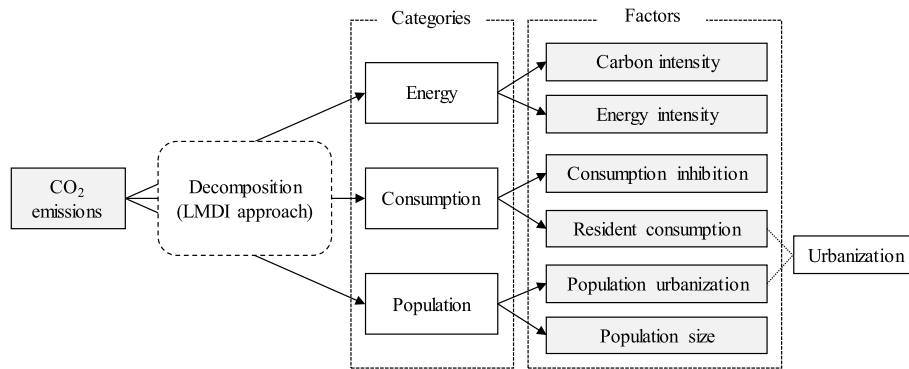 Categories
Factors
Carbon intensity
Energy
Energy intensity
CO₂
emissions
Decomposition
(LMDI approach)
Consumption
Consumption inhibition
Resident consumption
Urbanization
Population
Population urbanization
Population size